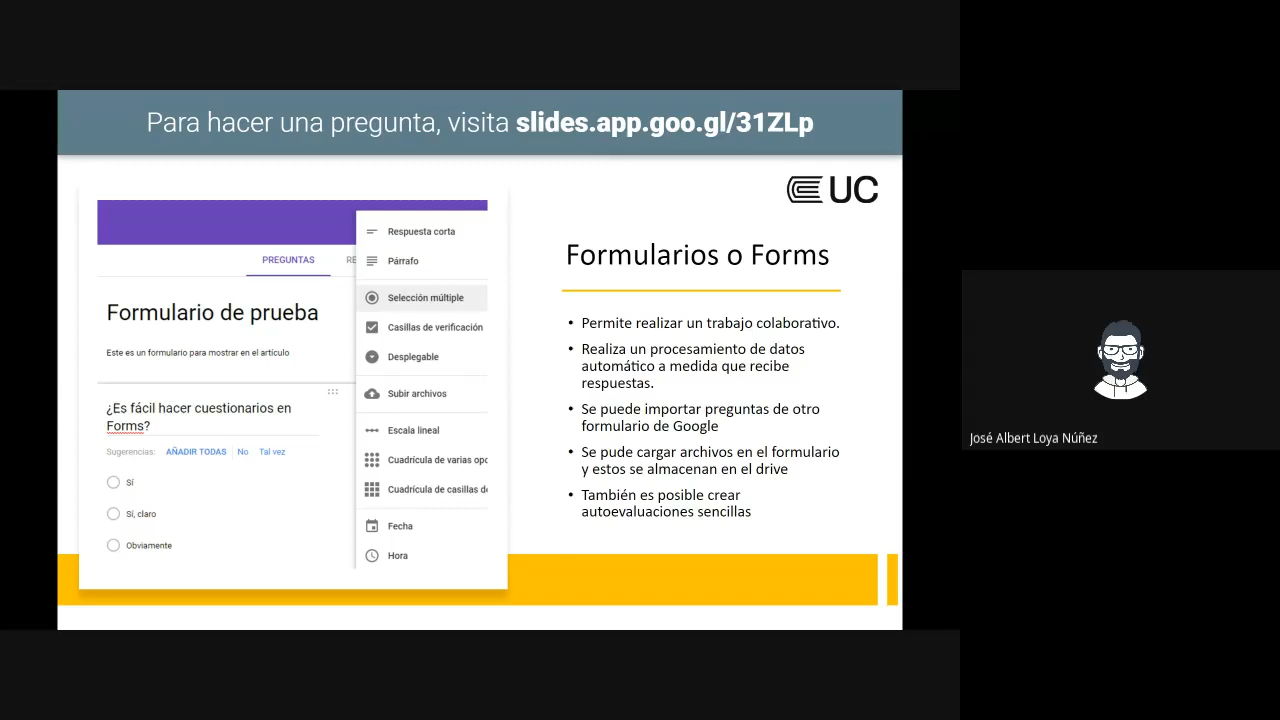 Para hacer una pregunta, visita slides.app.goo.gl/31ZLp
UC
PREGUNTAS
RE
Formulario de prueba
Este es un formulario para mostrar en el artículo
¿Es fácil hacer cuestionarios en
Forms?
Sugerencias: AÑADIR TODAS No Tal vez
Sí
Sí, claro
Obviamente
Respuesta corta
Párrafo
Selección múltiple
Casillas de verificación
Desplegable
Subir archivos
Escala lineal
Cuadrícula de varias opc
Cuadrícula de casillas de
Fecha
Hora
Formularios o Forms
• Permite realizar un trabajo colaborativo.
• Realiza un procesamiento de datos
automático a medida que recibe
respuestas.
• Se puede importar preguntas de otro
formulario de Google
• Se pude cargar archivos en el formulario
y estos se almacenan en el drive
• También es posible crear
autoevaluaciones sencillas
José Albert Loya Núñez